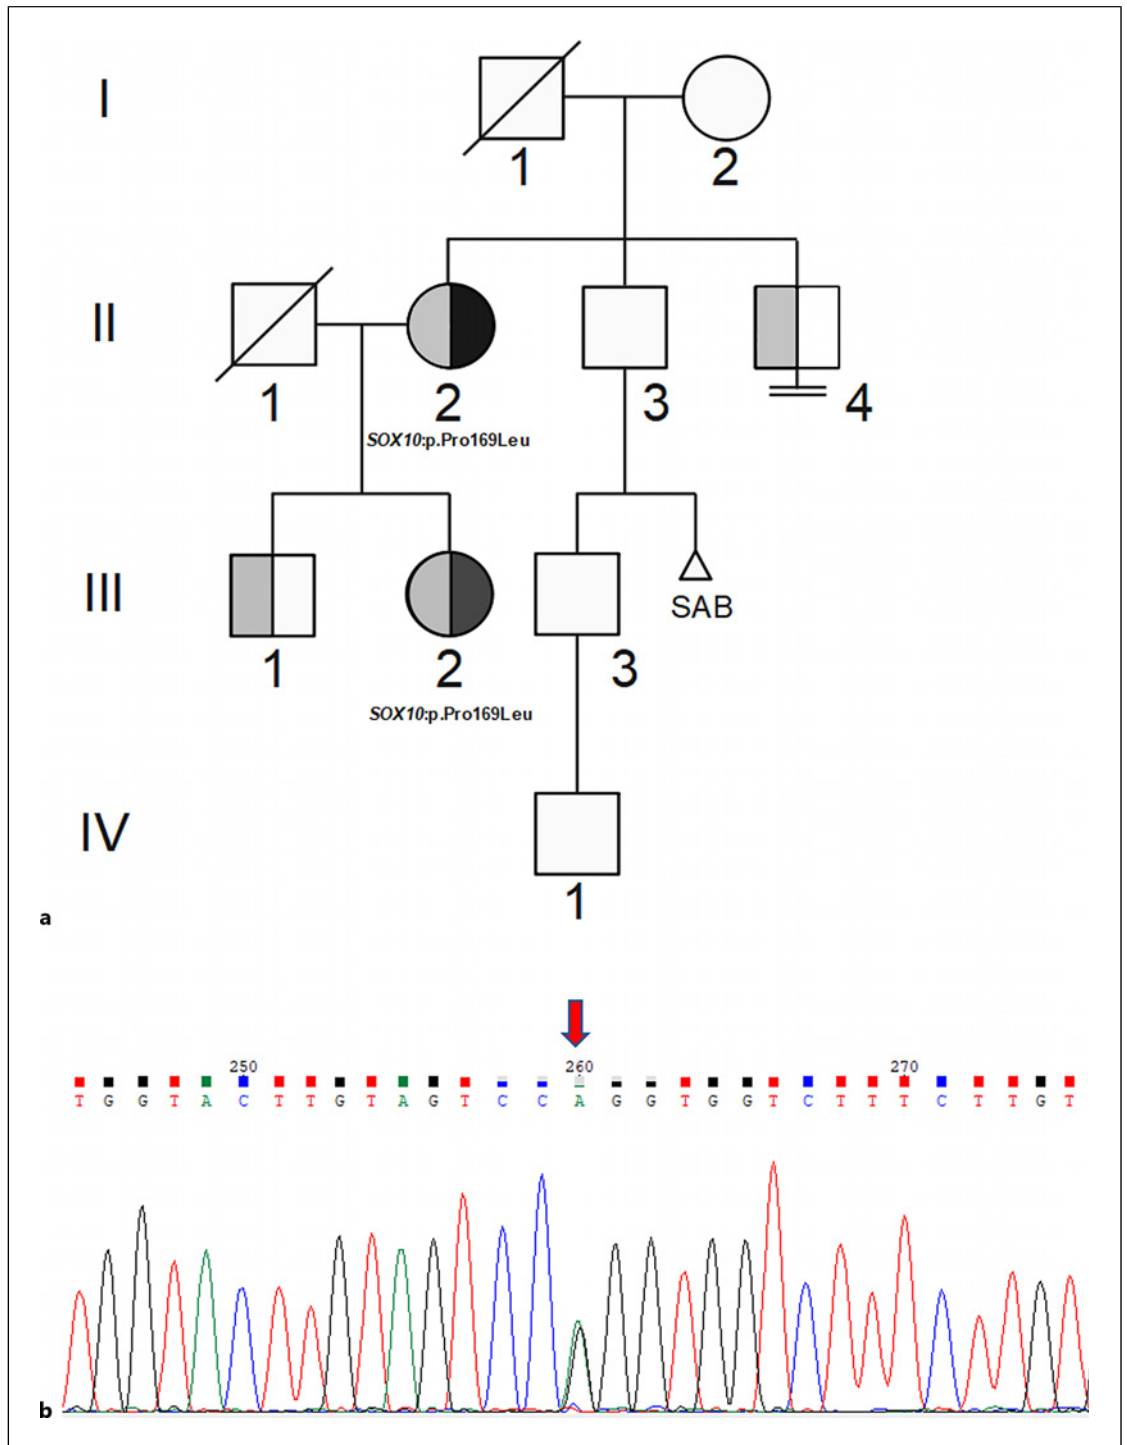 I
1 2
II
1 2 3 4
SOX10:p.Pro169Leu
III
SAB
1 2 3
SOX10:p.Pro169Leu
IV
1
a
250 260 270
T G G T A C T T G T A G T C C A G G T G G T C T T T C T T G T
b